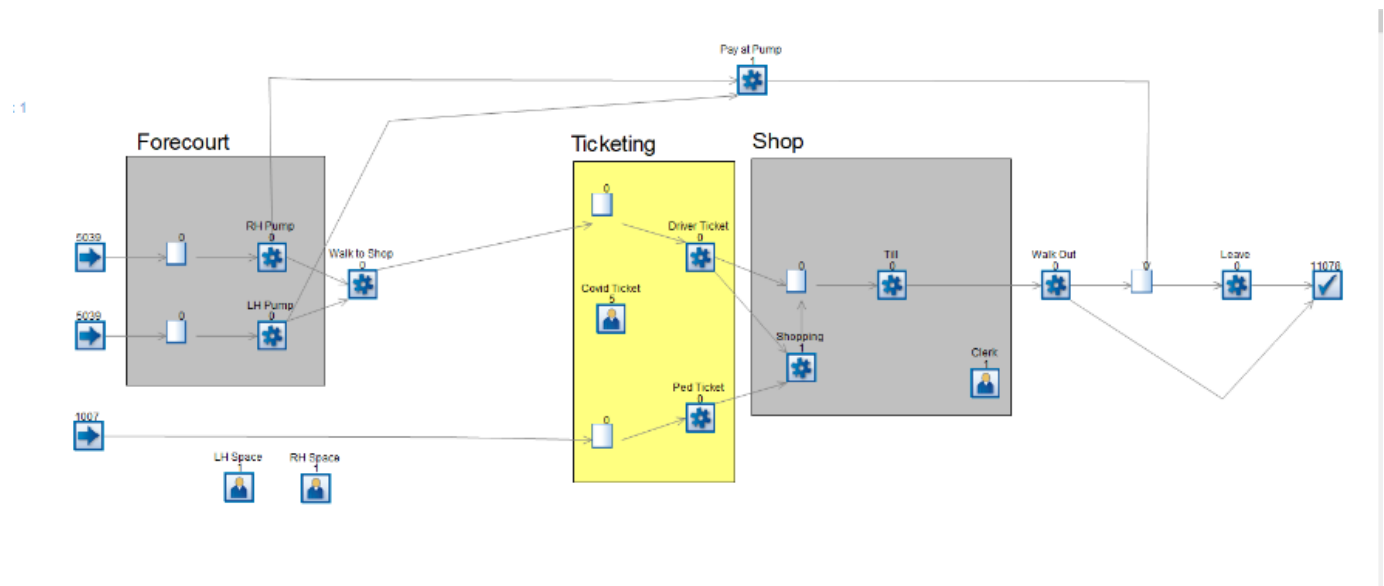 Pay at Pump
1
: 1
Forecourt
Ticketing
Shop
0
RH Pump
0
Driver Ticket
0
5039
0
Walk to Shop
0
0
Till
0
Walk Out
0
0
Leave
0
11078
Covid Ticket
5
LH Pump
0
5039
0
Shopping
1
Clerk
1
Ped Ticket
0
1007
0
LH Space
1
RH Space
1